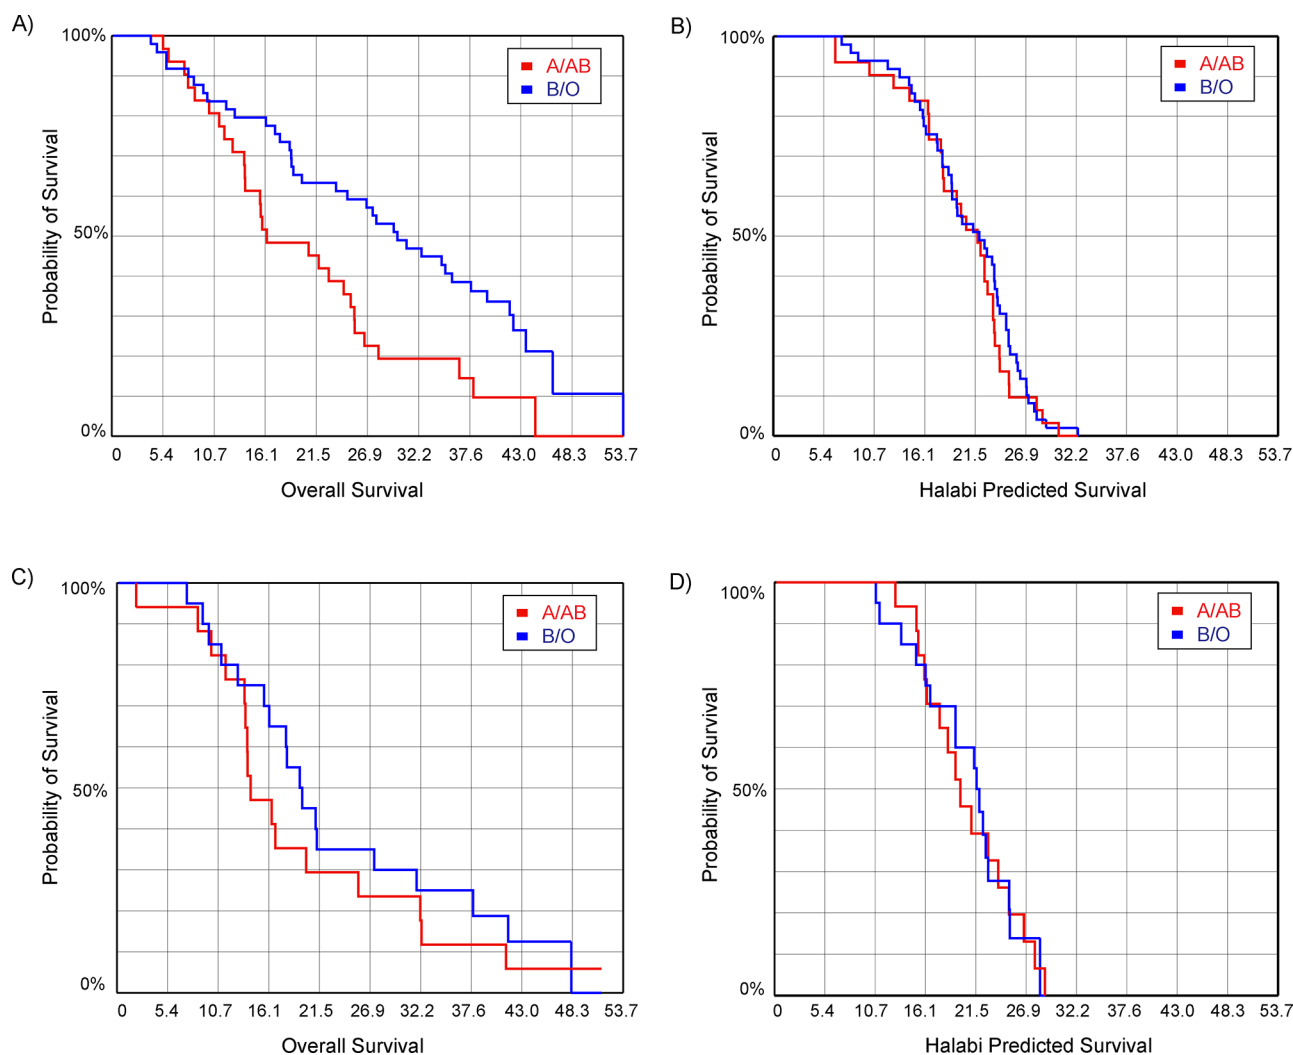 A)
100%
A/AB
B/O
Probability of Survival
50%
0%
0 5.4 10.7 16.1 21.5 26.9 32.2 37.6 43.0 48.3 53.7
Overall Survival
B)
100%
A/AB
B/O
Probability of Survival
50%
0%
0 5.4 10.7 16.1 21.5 26.9 32.2 37.6 43.0 48.3 53.7
Halabi Predicted Survival
C)
100%
A/AB
B/O
Probability of Survival
50%
0%
0 5.4 10.7 16.1 21.5 26.9 32.2 37.6 43.0 48.3 53.7
Overall Survival
D)
100%
A/AB
B/O
Probability of Survival
50%
0%
0 5.4 10.7 16.1 21.5 26.9 32.2 37.6 43.0 48.3 53.7
Halabi Predicted Survival